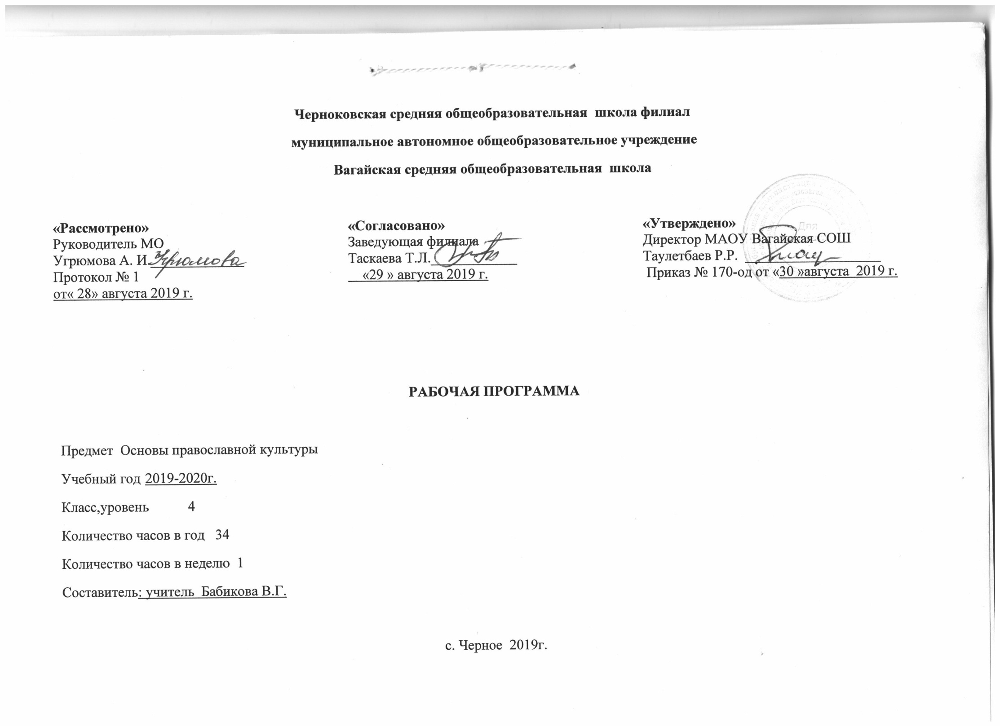 Черноковская средняя общеобразовательная школа филиал
муниципальное автономное общеобразовательное учреждение
Вагайская средняя общеобразовательная школа
«Рассмотрено»
Руководитель МО
Угрюмова А. И. Угрюмова
Протокол № 1
от« 28» августа 2019 г.
«Согласовано»
Заведующая филиала
Таскаева Т.Л.
«29 » августа 2019 г.
«Утверждено»
Директор МАОУ Вагайская СОШ
Таулетбаев Р.Р.
Приказ № 170-од от «30 »августа 2019 г.
Для
РАБОЧАЯ ПРОГРАММА
Предмет Основы православной культуры
Учебный год 2019-2020г.
Класс,уровень 4
Количество часов в год 34
Количество часов в неделю 1
Составитель: учитель Бабикова В.Г.
с. Черное 2019г.